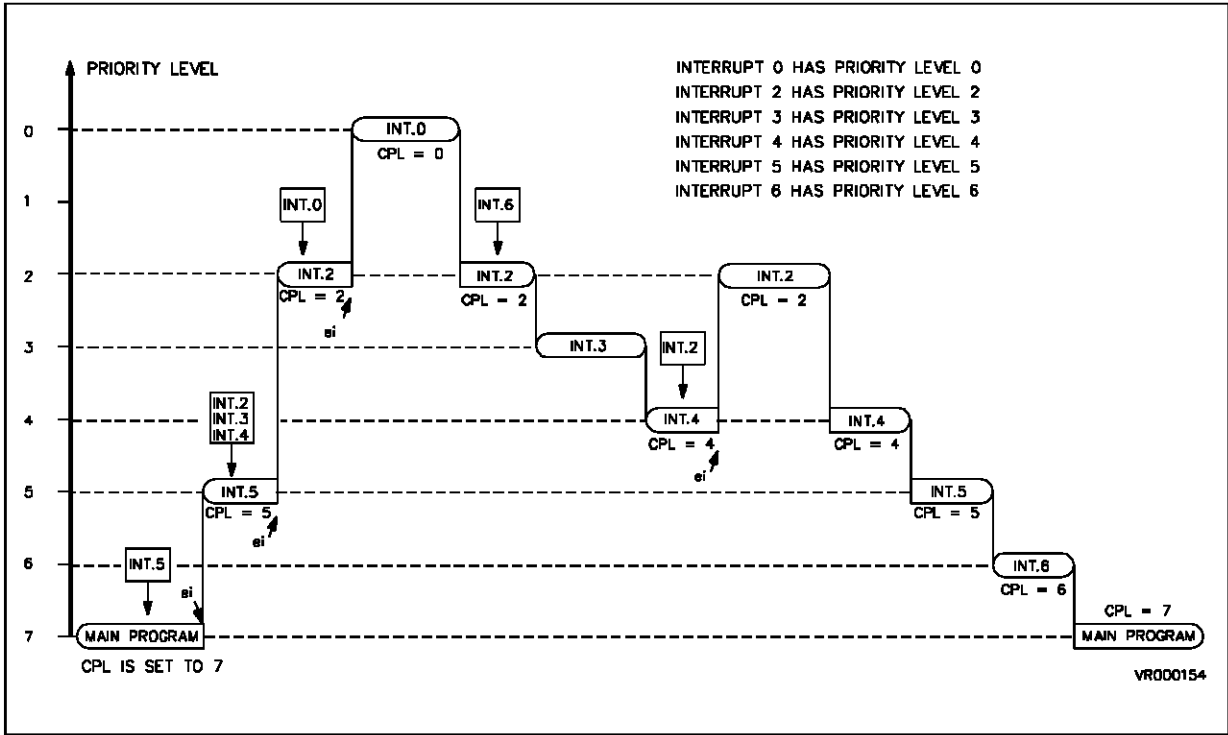 PRIORITY LEVEL
INTERRUPT 0 HAS PRIORITY LEVEL 0
INTERRUPT 2 HAS PRIORITY LEVEL 2
INTERRUPT 3 HAS PRIORITY LEVEL 3
INTERRUPT 4 HAS PRIORITY LEVEL 4
INTERRUPT 5 HAS PRIORITY LEVEL 5
INTERRUPT 6 HAS PRIORITY LEVEL 6
0
INT.0
CPL = 0
1
INT.0
INT.6
2
INT.2
CPL = 2
ei
INT.2
CPL = 2
INT.2
CPL = 2
3
INT.3
INT.2
INT.2
INT.3
INT.4
4
INT.4
CPL = 4
ei
INT.4
CPL = 4
5
INT.5
CPL = 5
ei
INT.5
CPL = 5
6
INT.5
ei
INT.6
CPL = 6
CPL = 7
7
MAIN PROGRAM
MAIN PROGRAM
CPL IS SET TO 7
VR000154